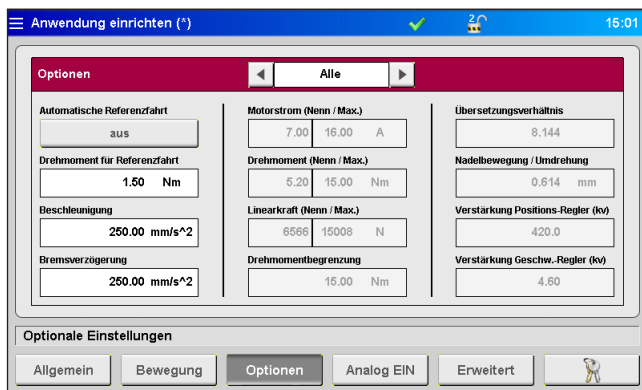 Anwendung einrichten (*)
2
15:01
Optionen
Alle
Automatische Referenzfahrt
aus
Drehmoment für Referenzfahrt
1.50 Nm
Beschleunigung
250.00 mm/s^2
Bremsverzögerung
250.00 mm/s^2
Motorstrom (Nenn / Max.)
7.00 16.00 A
Drehmoment (Nenn / Max.)
5.20 15.00 Nm
Linearkraft (Nenn / Max.)
6566 15008 N
Drehmomentbegrenzung
15.00 Nm
Übersetzungsverhältnis
8.144
Nadelbewegung / Umdrehung
0.614 mm
Verstärkung Positions-Regler (kv)
420.0
Verstärkung Geschw.-Regler (kv)
4.60
Optionale Einstellungen
Allgemein
Bewegung
Optionen
Analog EIN
Erweitert